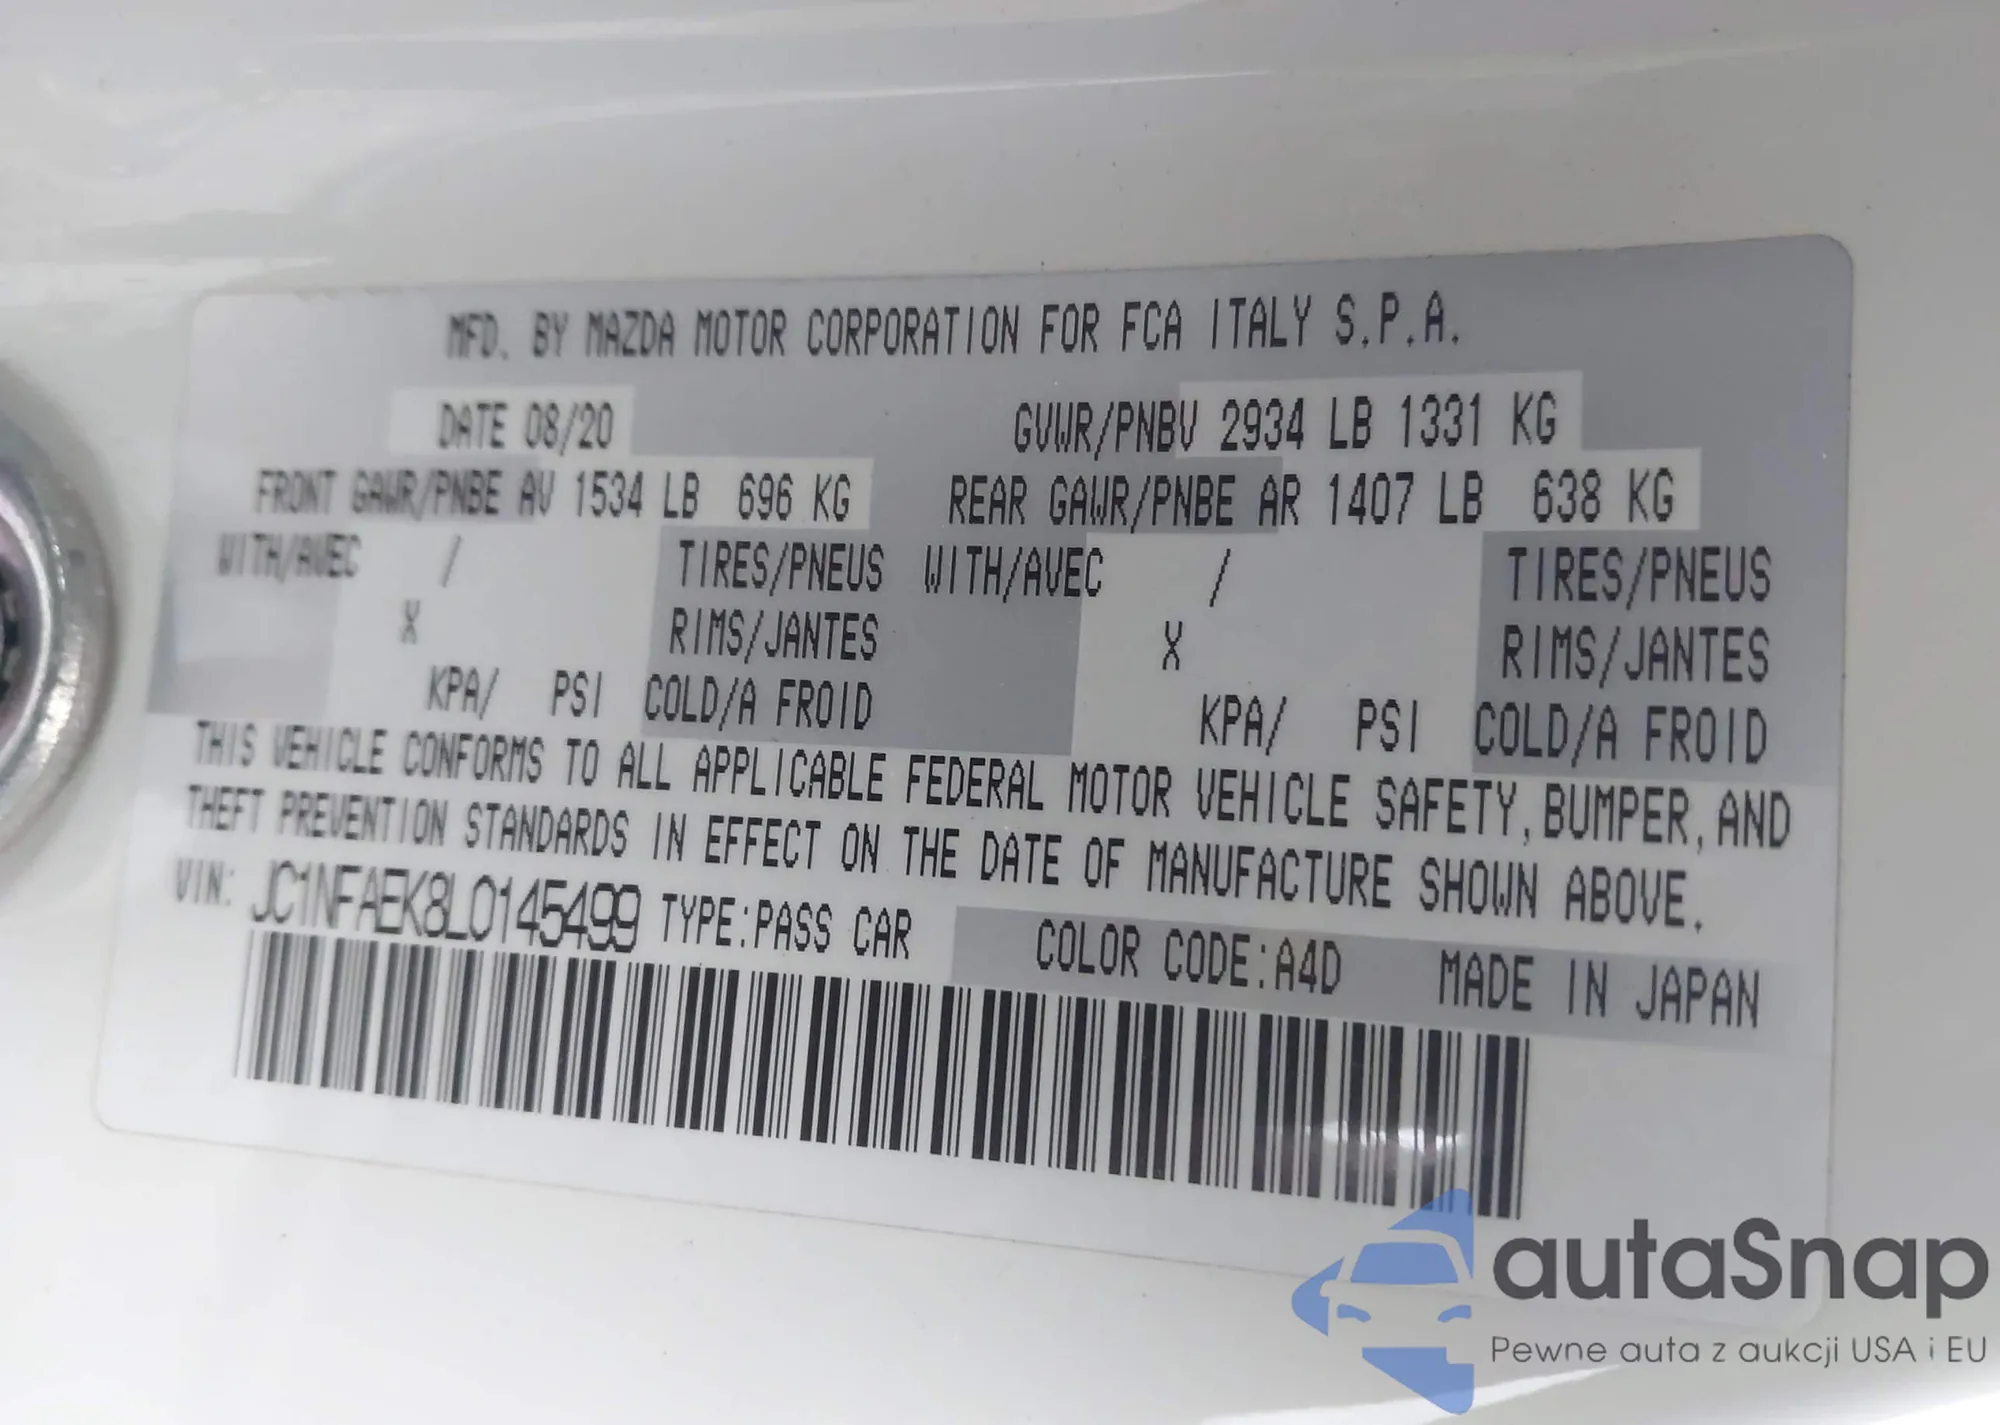 MFD. BY MAZDA MOTOR CORPORATION FOR FCA ITALY S.P.A.
DATE 08/20 GVWR/PNBV 2934 LB 1331 KG
FRONT GAWR/PNBE AV 1534 LB 696 KG REAR GAWR/PNBE AR 1407 LB 638 KG
WITH/AVEC / TIRES/PNEUS WITH/AVEC / TIRES/PNEUS
X RIMS/JANTES X RIMS/JANTES
KPA/ PSI COLD/A FROID KPA/ PSI COLD/A FROID
THIS VEHICLE CONFORMS TO ALL APPLICABLE FEDERAL MOTOR VEHICLE SAFETY, BUMPER, AND
THEFT PREVENTION STANDARDS IN EFFECT ON THE DATE OF MANUFACTURE SHOWN ABOVE.
VIN: JC1NFAEK8L0145499 TYPE:PASS CAR COLOR CODE:A4D MADE IN JAPAN
autaSnap
Pewne auta z aukcji USA i EU